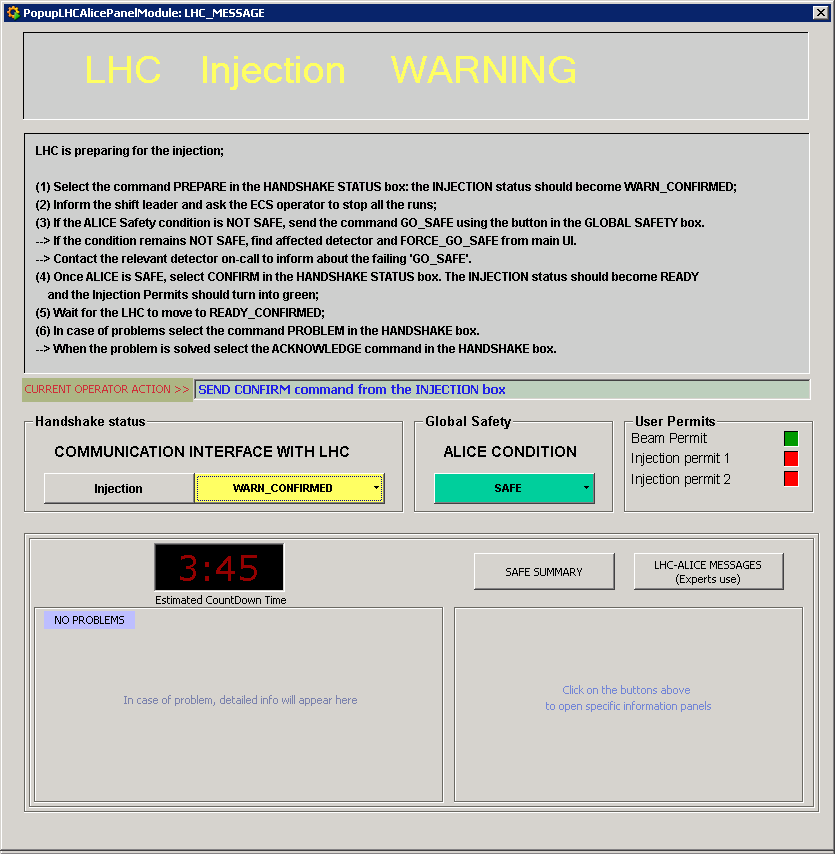 PopupLHCAlicePanelModule: LHC_MESSAGE
LHC Injection WARNING
LHC is preparing for the injection;
(1) Select the command PREPARE in the HANDSHAKE STATUS box: the INJECTION status should become WARN_CONFIRMED;
(2) Inform the shift leader and ask the ECS operator to stop all the runs;
(3) If the ALICE Safety condition is NOT SAFE, send the command GO_SAFE using the button in the GLOBAL SAFETY box.
--> If the condition remains NOT SAFE, find affected detector and FORCE_GO_SAFE from main UI.
--> Contact the relevant detector on-call to inform about the failing 'GO_SAFE'.
(4) Once ALICE is SAFE, select CONFIRM in the HANDSHAKE STATUS box. The INJECTION status should become READY
and the Injection Permits should turn into green;
(5) Wait for the LHC to move to READY_CONFIRMED;
(6) In case of problems select the command PROBLEM in the HANDSHAKE box.
--> When the problem is solved select the ACKNOWLEDGE command in the HANDSHAKE box.
CURRENT OPERATOR ACTION >> SEND CONFIRM command from the INJECTION box
Handshake status
COMMUNICATION INTERFACE WITH LHC
Injection WARN_CONFIRMED
Global Safety
ALICE CONDITION
SAFE
User Permits
Beam Permit
Injection permit 1
Injection permit 2
3:45
Estimated CountDown Time
SAFE SUMMARY
LHC-ALICE MESSAGES
(Experts use)
NO PROBLEMS
In case of problem, detailed info will appear here
Click on the buttons above
to open specific information panels